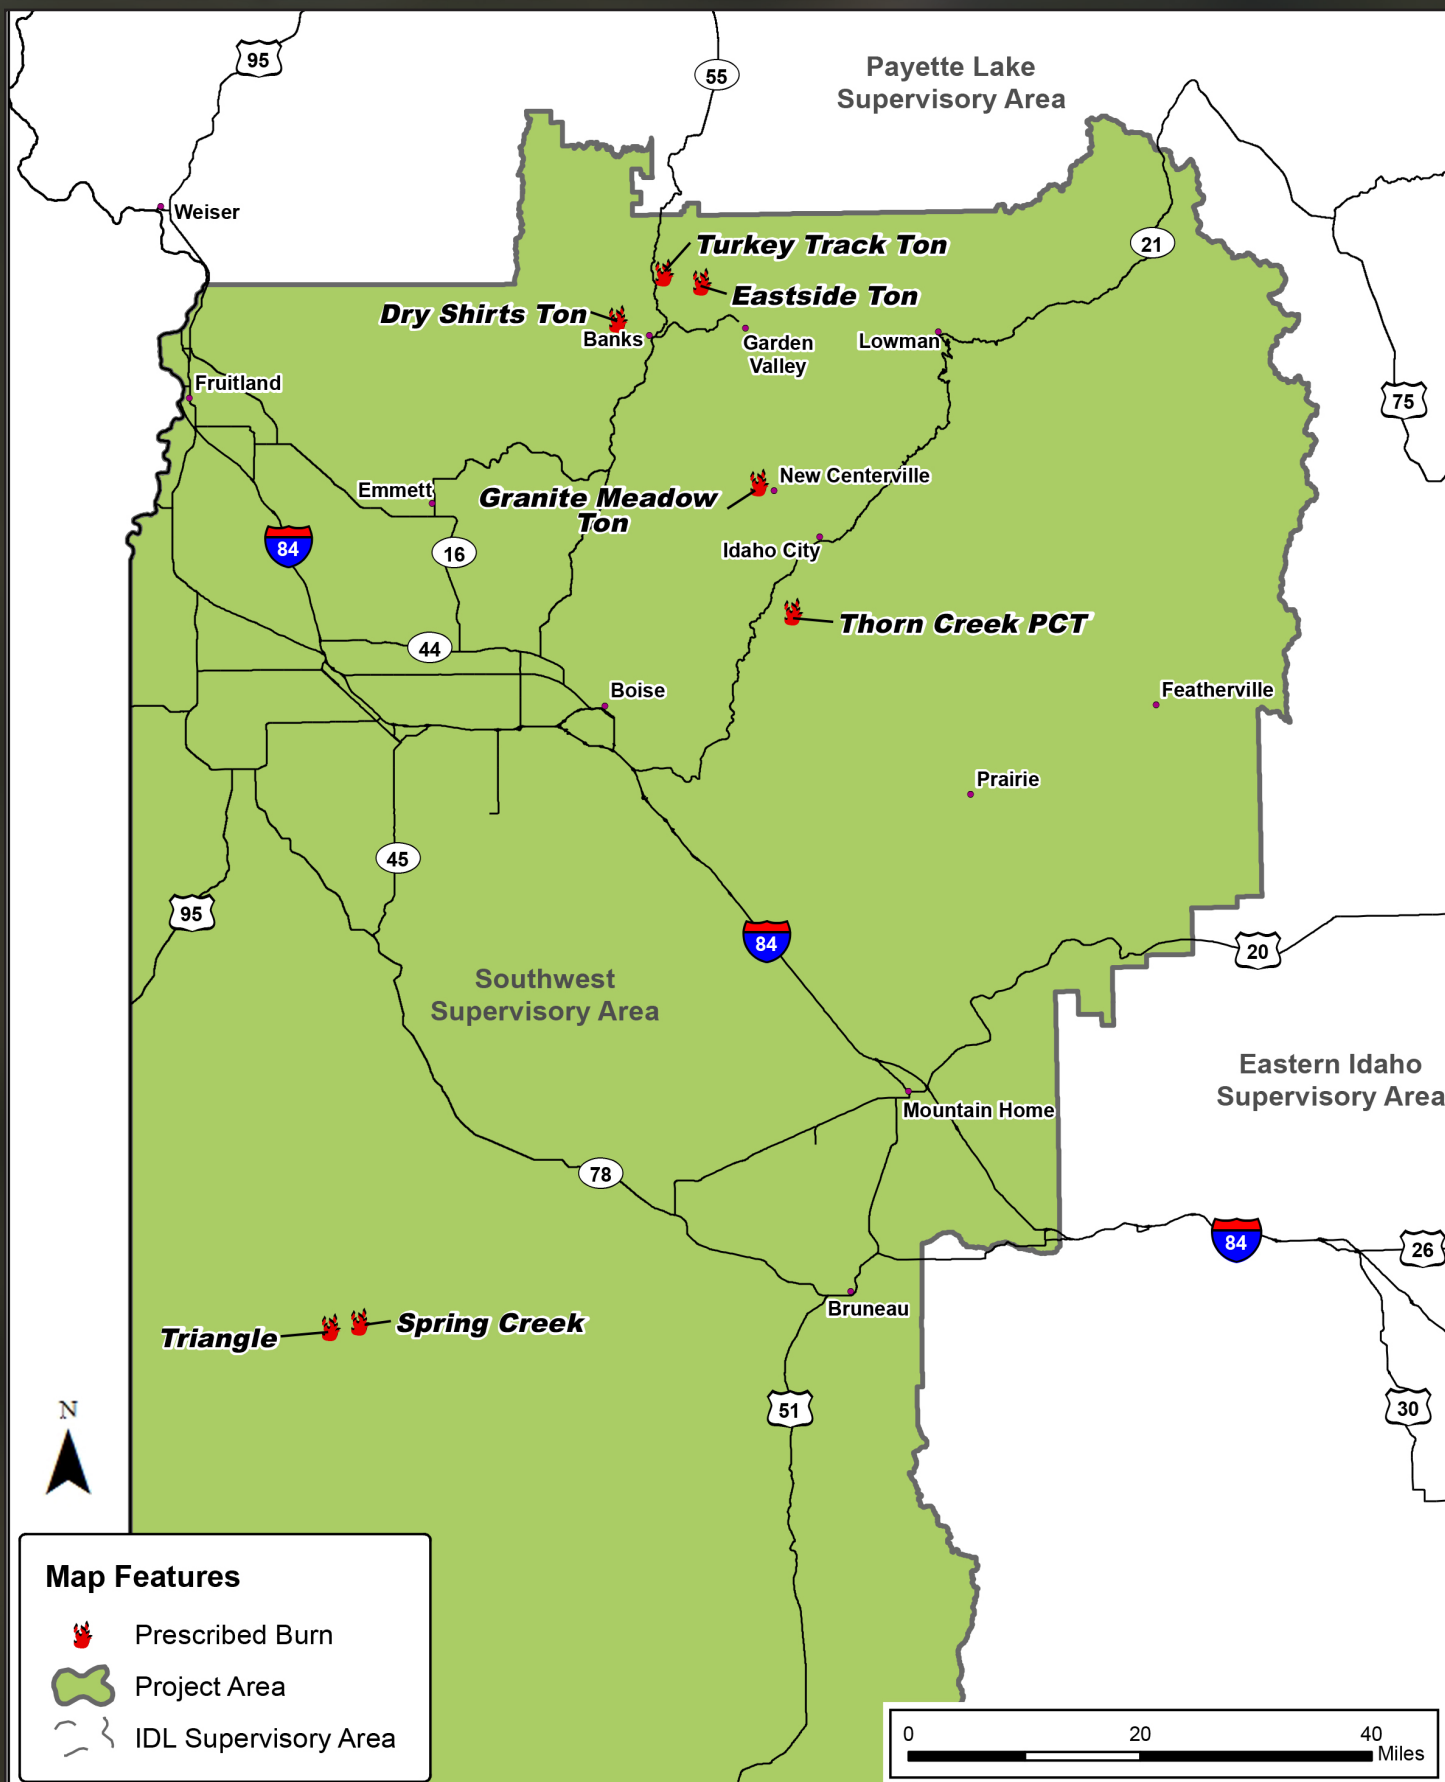 95
55
Payette Lake
Supervisory Area
Weiser
21
Turkey Track Ton
Eastside Ton
Dry Shirts Ton
Banks
Garden
Valley
Lowman
Fruitland
75
New Centerville
Emmett
Granite Meadow
Ton
84
16
Idaho City
Thorn Creek PCT
44
Boise
Featherville
Prairie
45
95
84
20
Southwest
Supervisory Area
Eastern Idaho
Supervisory Area
Mountain Home
78
84
26
Bruneau
Triangle
Spring Creek
51
30
N
Map Features
Prescribed Burn
Project Area
IDL Supervisory Area
0 20 40
Miles